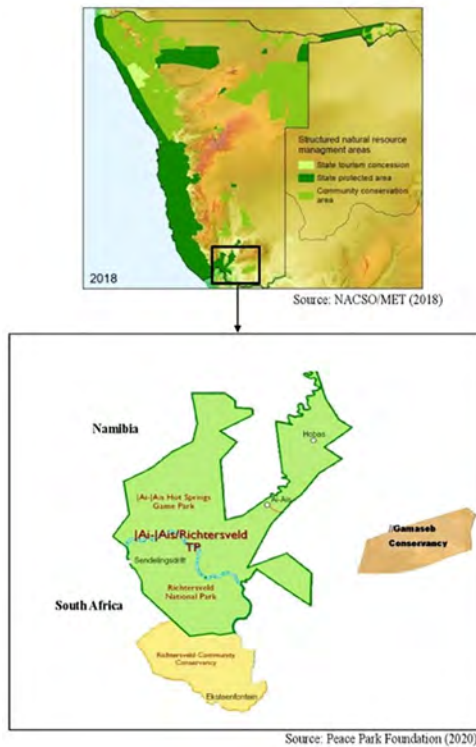 Structured natural resource
managment areas
State tourism concession
State protected area
Community conservation
area
2018
Source: NACSO/MET (2018)
Namibia
Hobas
Ai-Ais
|Ai-|Ais Hot Springs
Game Park
|Ai-|Ais/Richtersveld
TP
Sendelingsdrift
//Gamaseb
Conservancy
Richtersveld
National Park
South Africa
Richtersveld Community
Conservancy
Eksteenfontein
Source: Peace Park Foundation (2020)